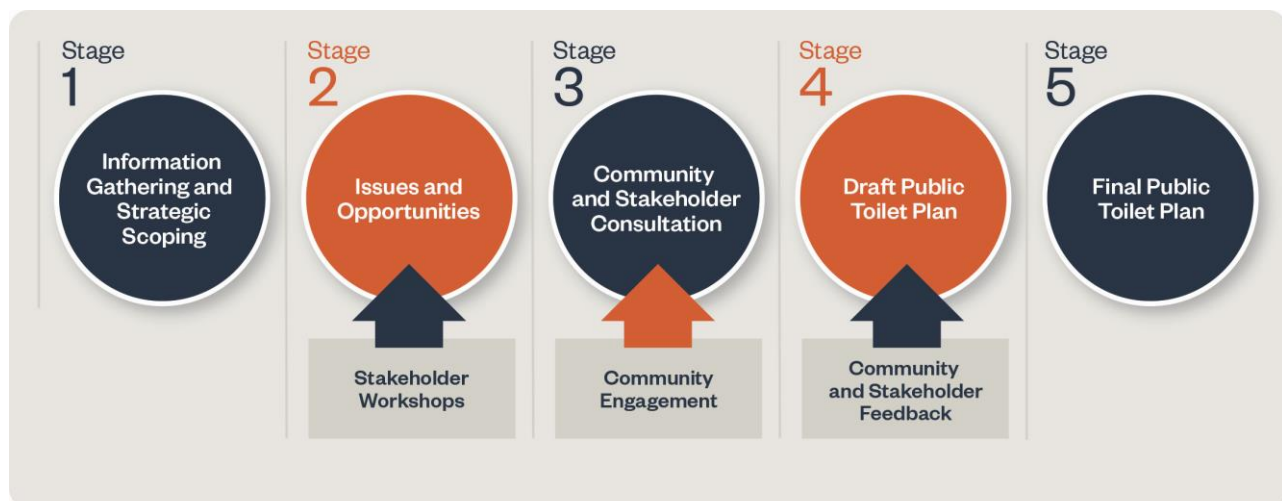 Stage
1
Information
Gathering and
Strategic
Scoping
Stage
2
Issues and
Opportunities
Stakeholder
Workshops
Stage
3
Community
and Stakeholder
Consultation
Community
Engagement
Stage
4
Draft Public
Toilet Plan
Community
and Stakeholder
Feedback
Stage
5
Final Public
Toilet Plan